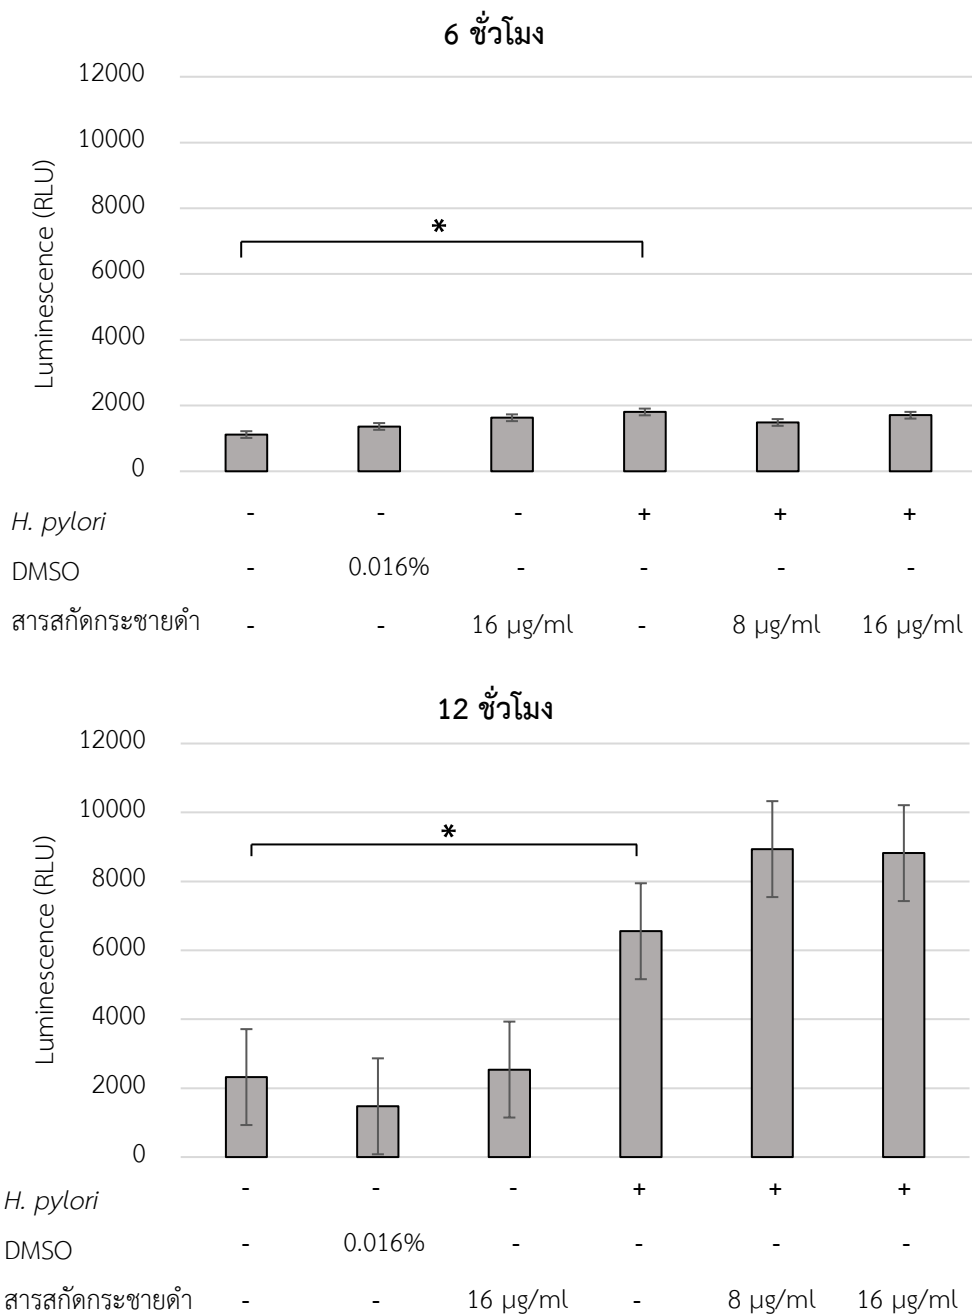 6 ชั่วโมง
12000
10000
8000
6000
4000
2000
0
Luminescence (RLU)
*
H. pylori - - - + + +
DMSO - 0.016% - - - -
สารสกัดกระชายดำ - - 16 µg/ml - 8 µg/ml 16 µg/ml
12 ชั่วโมง
12000
10000
8000
6000
4000
2000
0
Luminescence (RLU)
*
H. pylori - - - + + +
DMSO - 0.016% - - - -
สารสกัดกระชายดำ - - 16 µg/ml - 8 µg/ml 16 µg/ml